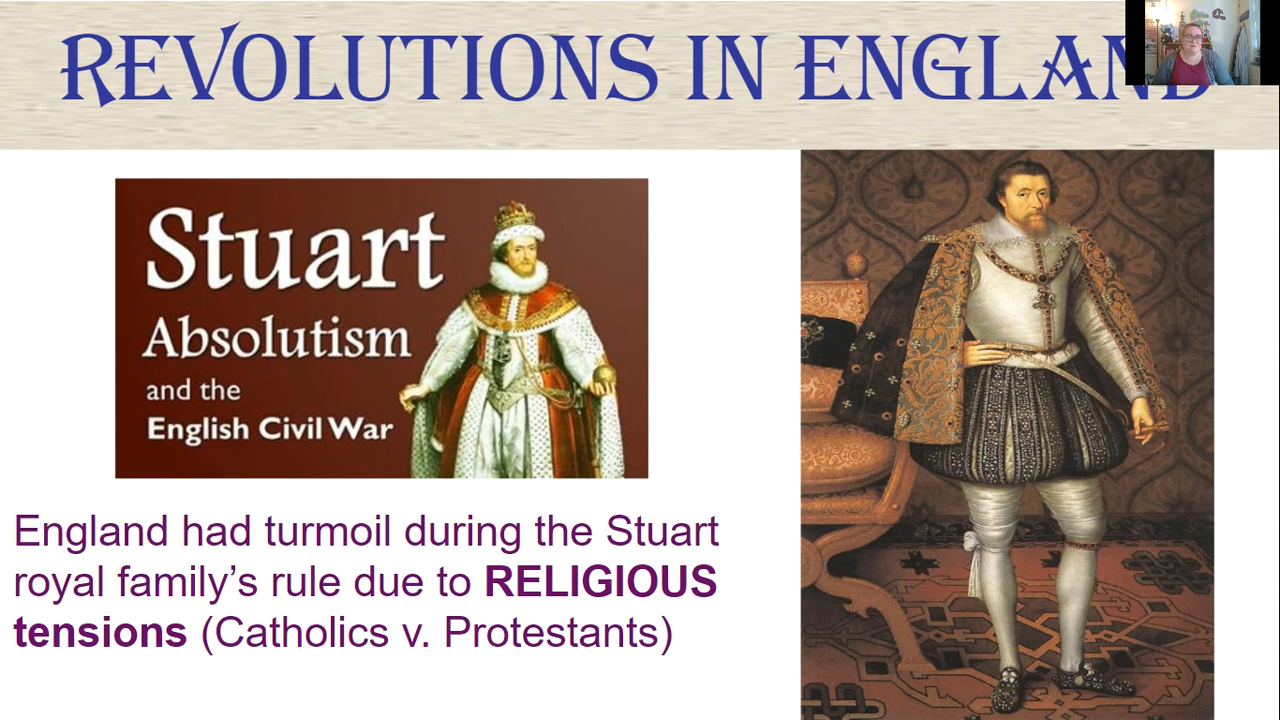 REVOLUTIONS IN ENGLAND
Stuart
Absolutism
and the
English Civil War
England had turmoil during the Stuart
royal family's rule due to RELIGIOUS
tensions (Catholics v. Protestants)